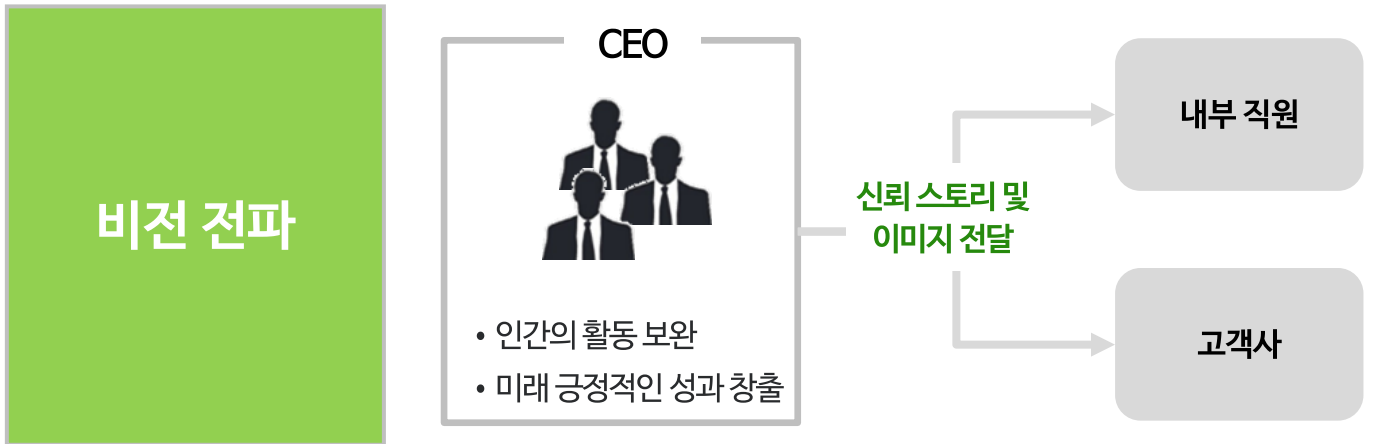 비전 전파
CEO
• 인간의 활동 보완
• 미래 긍정적인 성과 창출
신뢰 스토리 및
이미지 전달
내부 직원
고객사